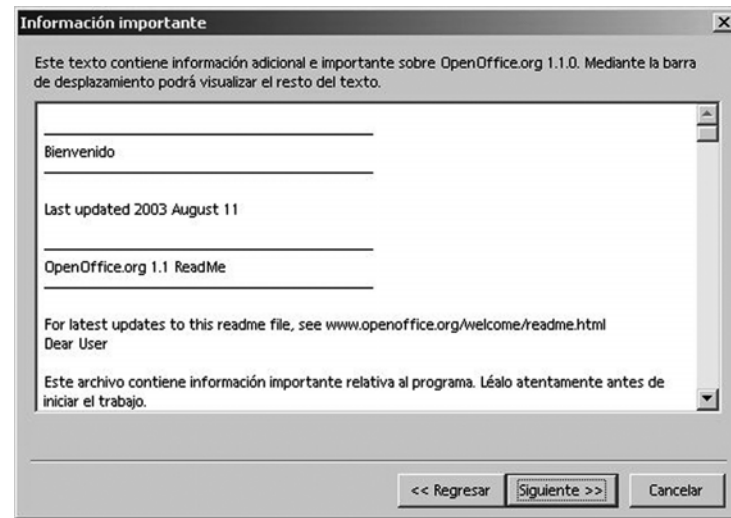 Información importante
Este texto contiene información adicional e importante sobre OpenOffice.org 1.1.0. Mediante la barra
de desplazamiento podrá visualizar el resto del texto.
Bienvenido
Last updated 2003 August 11
OpenOffice.org 1.1 ReadMe
For latest updates to this readme file, see www.openoffice.org/welcome/readme.html
Dear User
Este archivo contiene información importante relativa al programa. Léalo atentamente antes de
iniciar el trabajo.
<< Regresar Siguiente >> Cancelar